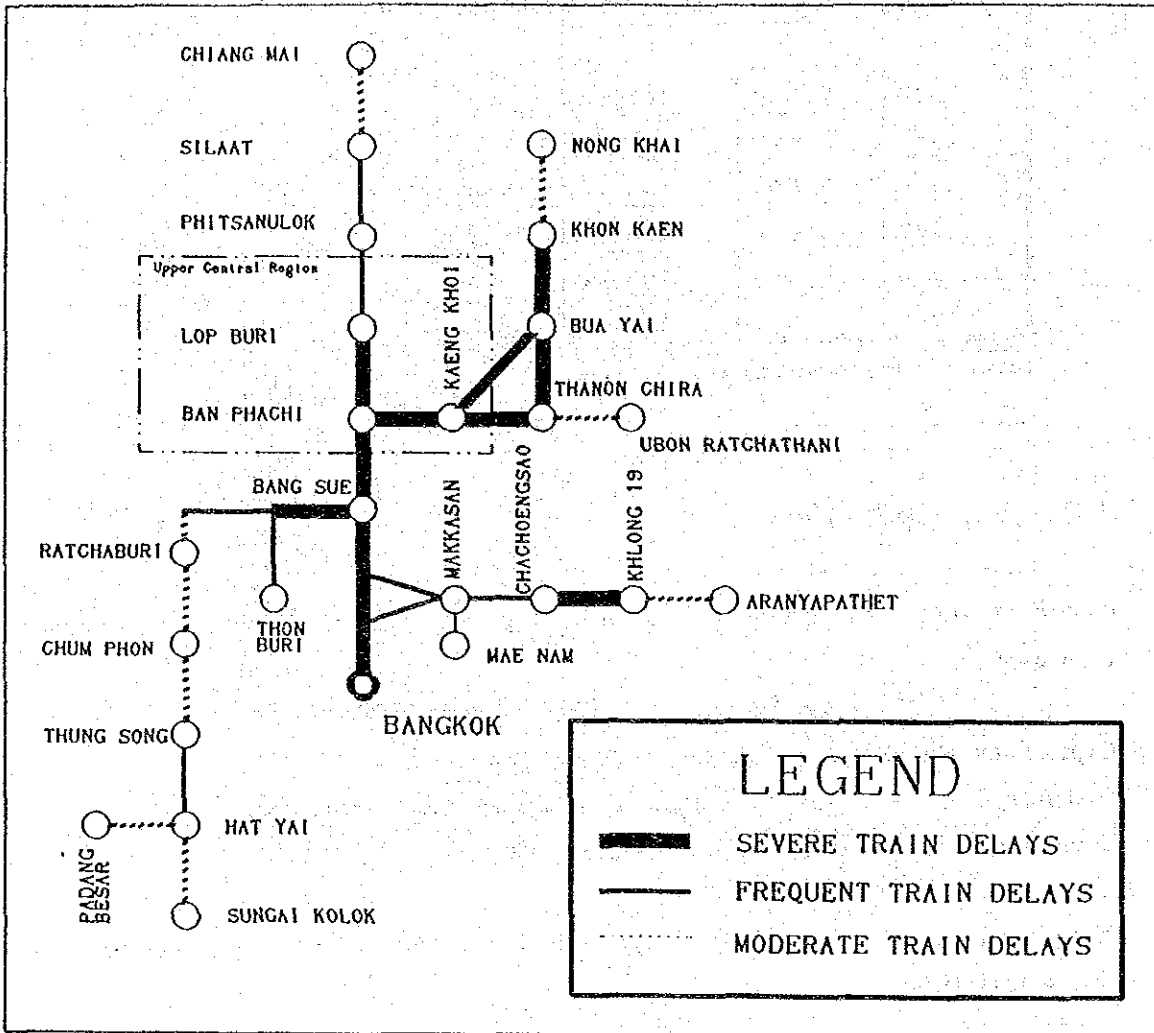 CHIANG MAI
SILAAT
NONG KHAI
PHITSANULOK
KHON KAEN
Upper Central Region
KAENG KHOI
LOP BURI
BUA YAI
THANON CHIRA
BAN PHACHI
UBON RATCHATHANI
BANG SUE
MAKKASAN
CHACHOENGSAO
KHLONG 19
RATCHABURI
ARANYAPATHET
THON
BURI
CHUM PHON
MAE NAM
BANGKOK
THUNG SONG
HAT YAI
PADANG
BESAR
SUNGAI KOLOK
LEGEND
SEVERE TRAIN DELAYS
FREQUENT TRAIN DELAYS
MODERATE TRAIN DELAYS